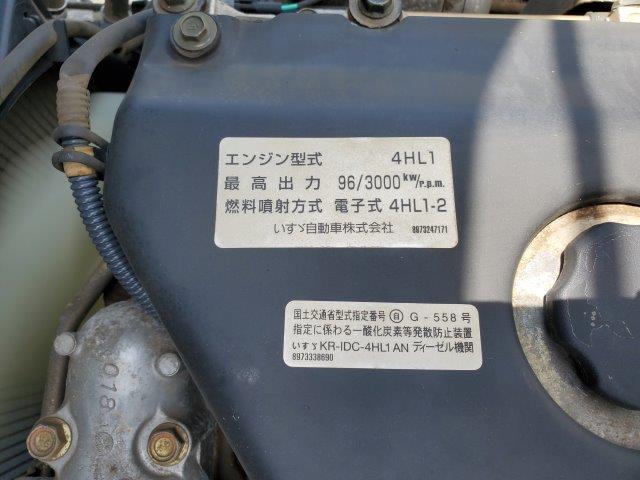 エンジン型式 4HL1
最高出力 96/3000 kw/r.p.m.
燃料噴射方式 電子式 4HL1-2
いすゞ自動車株式会社 8973247171
国土交通省型式指定番号 ㊐ G-558号
指定に係わる一酸化炭素等発散防止装置
いすゞ KR-IDC-4HL1AN ディーゼル機関
8973338690
018